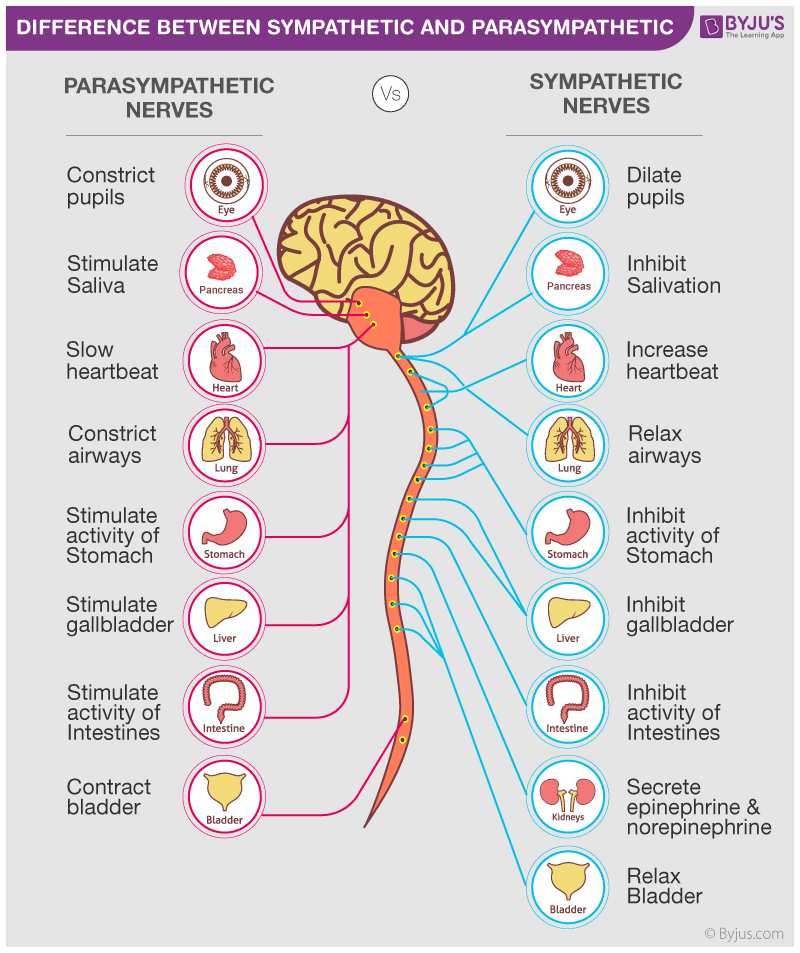 DIFFERENCE BETWEEN SYMPATHETIC AND PARASYMPATHETIC
BYJU'S
The Learning App
PARASYMPATHETIC
NERVES
Vs
SYMPATHETIC
NERVES
Constrict
pupils
Eye
Eye
Dilate
pupils
Stimulate
Saliva
Pancreas
Pancreas
Inhibit
Salivation
Slow
heartbeat
Heart
Heart
Increase
heartbeat
Constrict
airways
Lung
Lung
Relax
airways
Stimulate
activity of
Stomach
Stomach
Stomach
Inhibit
activity of
Stomach
Stimulate
gallbladder
Liver
Liver
Inhibit
gallbladder
Stimulate
activity of
Intestines
Intestine
Intestine
Inhibit
activity of
Intestines
Contract
bladder
Bladder
Kidneys
Secrete
epinephrine &
norepinephrine
Bladder
Relax
Bladder
© Byjus.com